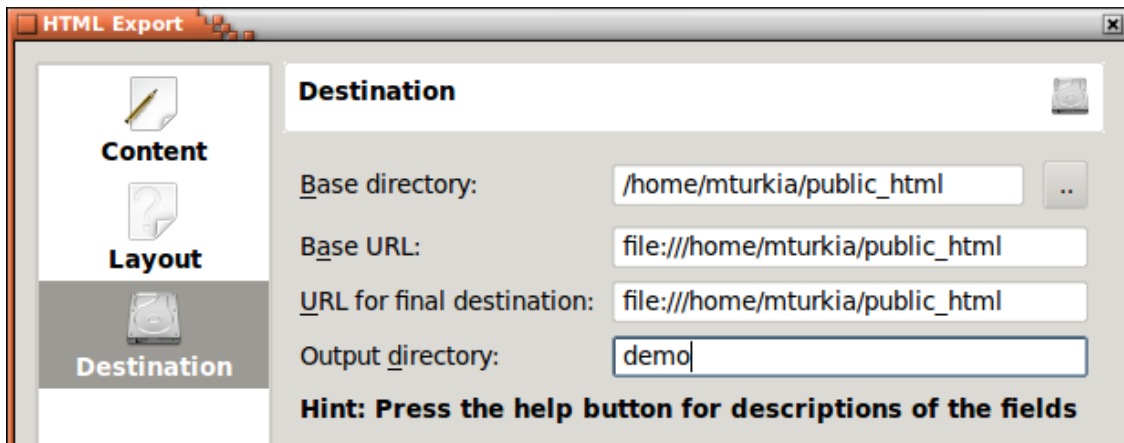 HTML Export
Content
Layout
Destination
Destination
Base directory: /home/mturkia/public_html ..
Base URL: file:///home/mturkia/public_html
URL for final destination: file:///home/mturkia/public_html
Output directory: demo
Hint: Press the help button for descriptions of the fields